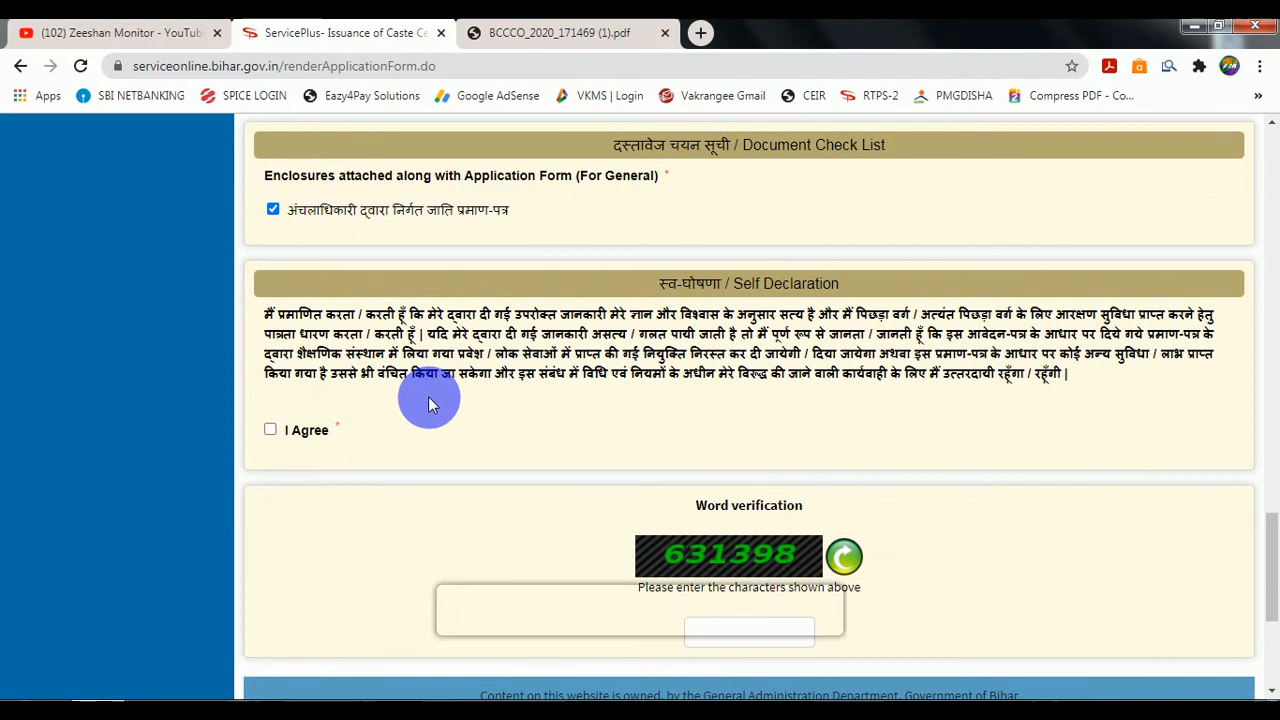 (102) Zeeshan Monitor - YouTube
ServicePlus- Issuance of Caste Ce
BCCCO_2020_171469 (1).pdf
serviceonline.bihar.gov.in/renderApplicationForm.do
Apps
SBI NETBANKING
SPICE LOGIN
Eazy4Pay Solutions
Google AdSense
VKMS | Login
Vakrangee Gmail
CEIR
RTPS-2
PMGDISHA
Compress PDF - Co...
»
दस्तावेज चयन सूची / Document Check List
Enclosures attached along with Application Form (For General) *
अंचलाधिकारी द्वारा निर्गत जाति प्रमाण-पत्र
स्व-घोषणा / Self Declaration
मैं प्रमाणित करता / करती हूँ कि मेरे द्वारा दी गई उपरोक्त जानकारी मेरे ज्ञान और विश्वास के अनुसार सत्य है और मैं पिछड़ा वर्ग / अत्यंत पिछड़ा वर्ग के लिए आरक्षण सुविधा प्राप्त करने हेतु
पात्रता धारण करता / करती हूँ | यदि मेरे द्वारा दी गई जानकारी असत्य / गलत पायी जाती है तो मैं पूर्ण रूप से जानता / जानती हूँ कि इस आवेदन-पत्र के आधार पर दिये गये प्रमाण-पत्र के
द्वारा शैक्षणिक संस्थान में लिया गया प्रवेश / लोक सेवाओं में प्राप्त की गई नियुक्ति निरस्त कर दी जायेगी / दिया जायेगा अथवा इस प्रमाण-पत्र के आधार पर कोई अन्य सुविधा / लाभ प्राप्त
किया गया है उससे भी वंचित किया जा सकेगा और इस संबंध में विधि एवं नियमों के अधीन मेरे विरुद्ध की जाने वाली कार्यवाही के लिए मैं उत्तरदायी रहूँगा / रहूँगी |
I Agree *
Word verification
631398
Please enter the characters shown above
Content on this website is owned, by the General Administration Department, Government of Bihar